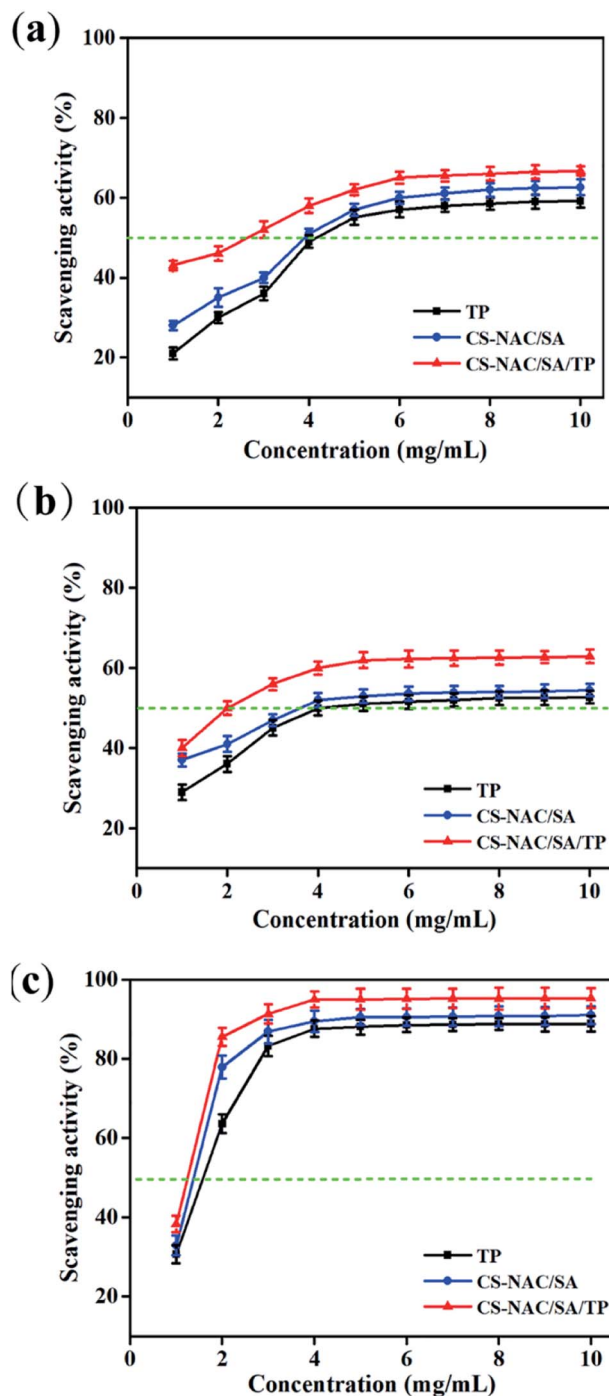 (a)
100
80
60
40
20
Scavenging activity (%)
TP
CS-NAC/SA
CS-NAC/SA/TP
0 2 4 6 8 10
Concentration (mg/mL)
(b)
100
80
60
40
20
Scavenging activity (%)
TP
CS-NAC/SA
CS-NAC/SA/TP
0 2 4 6 8 10
Concentration (mg/mL)
(c)
100
80
60
40
20
Scavenging activity (%)
TP
CS-NAC/SA
CS-NAC/SA/TP
0 2 4 6 8 10
Concentration (mg/mL)